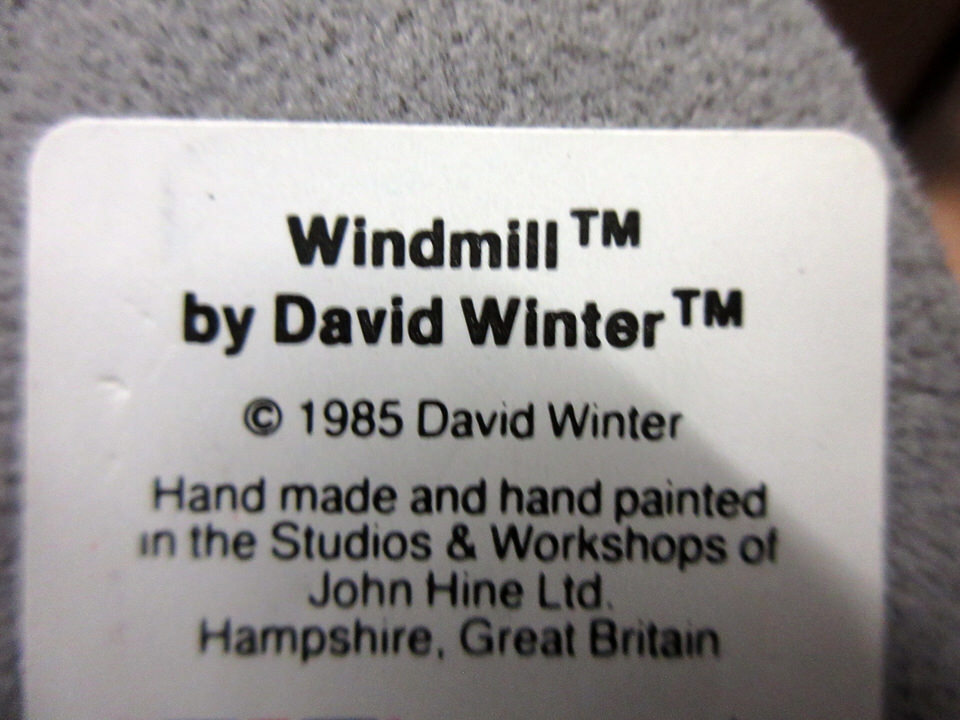 Windmill™
by David Winter™
© 1985 David Winter
Hand made and hand painted
in the Studios & Workshops of
John Hine Ltd.
Hampshire, Great Britain